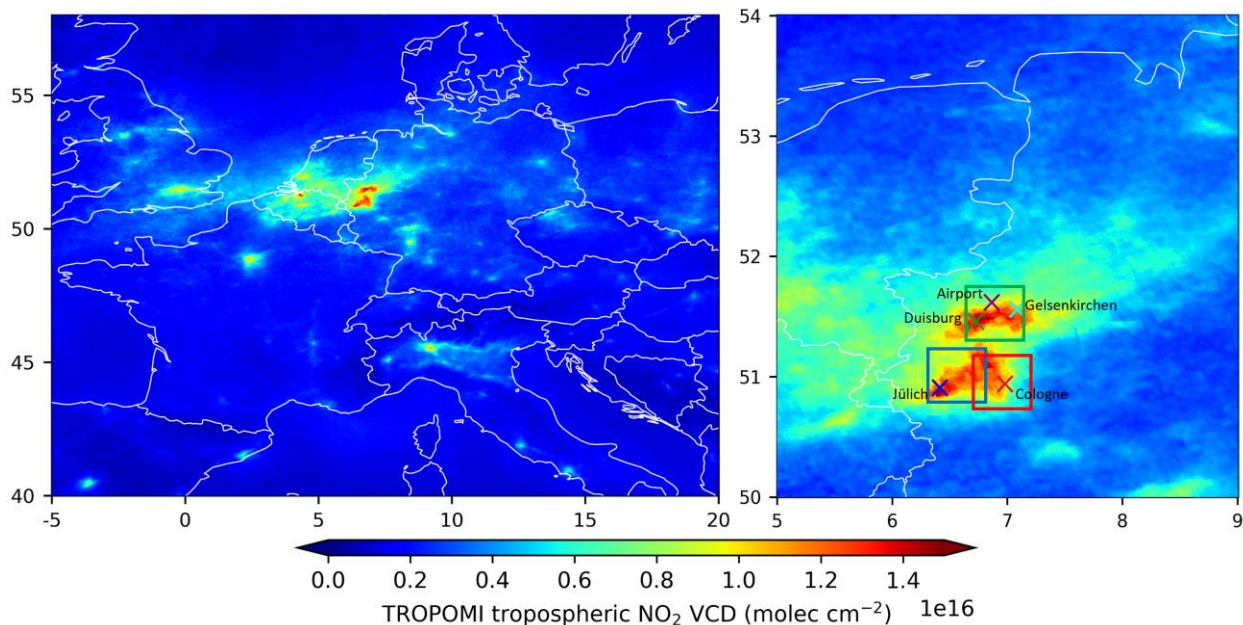 55
50
45
40
-5
0
5
10
15
20
54
53
52
51
50
5
6
7
8
9
Airport
Duisburg
Gelsenkirchen
Jülich
Cologne
0.0 0.2 0.4 0.6 0.8 1.0 1.2 1.4
TROPOMI tropospheric NO₂ VCD (molec cm⁻²)
1e16